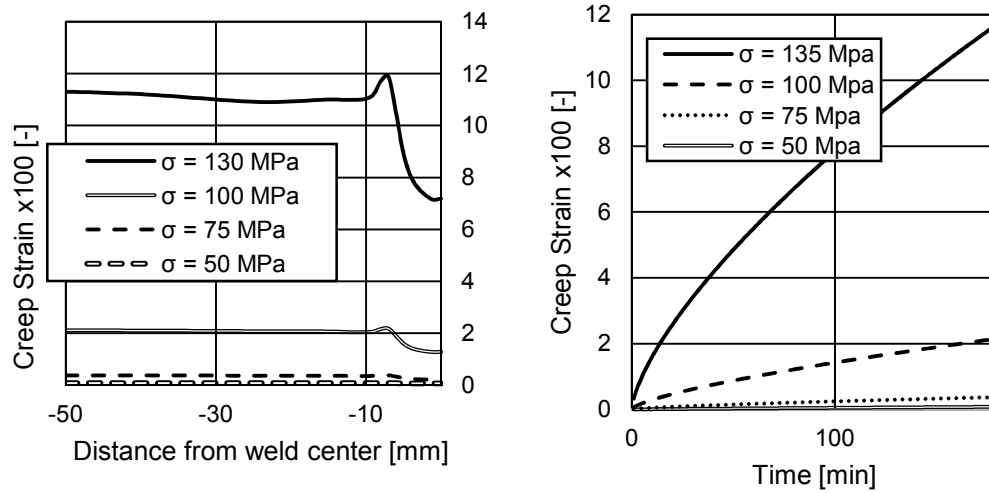 Creep Strain x100 [-]
14
12
10
8
6
4
2
0
σ = 130 MPa
σ = 100 MPa
σ = 75 MPa
σ = 50 MPa
-50
-30
-10
Distance from weld center [mm]
Creep Strain x100 [-]
12
10
8
6
4
2
0
σ = 135 Mpa
σ = 100 Mpa
σ = 75 Mpa
σ = 50 Mpa
0
100
Time [min]